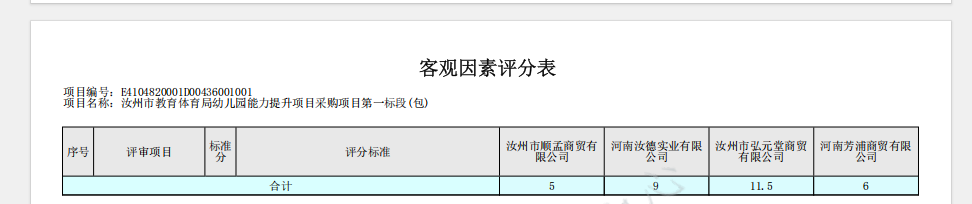 客观因素评分表
项目编号：E4104820001D00436001001
项目名称：汝州市教育体育局幼儿园能力提升项目采购项目第一标段(包)
序号 评审项目 标准分 评分标准 汝州市顺孟商贸有限公司 河南汝德实业有限公司 汝州市弘元堂商贸有限公司 河南芳浦商贸有限公司
合计 5 9 11.5 6
心